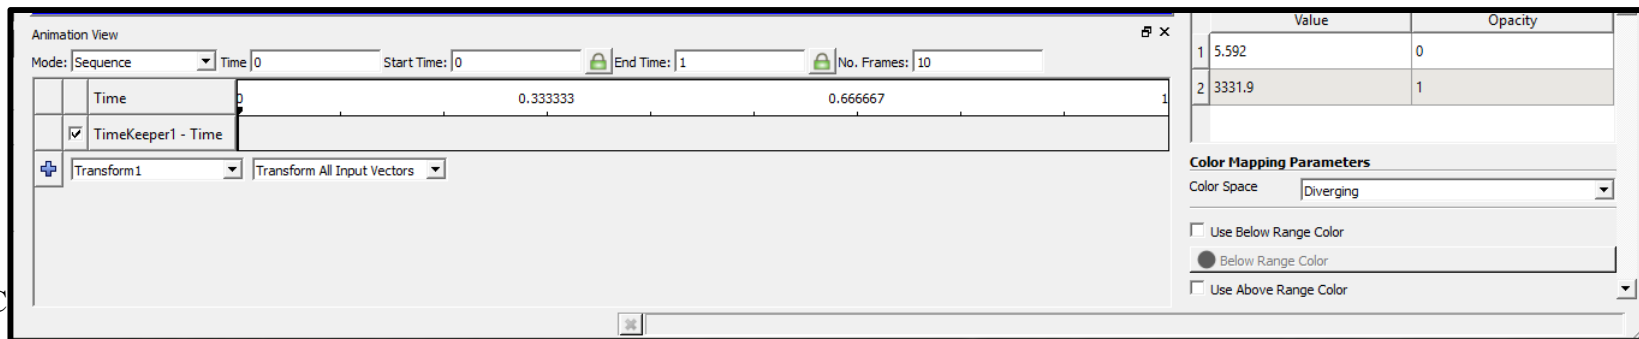 Animation View
Mode: Sequence Time 0 Start Time: 0 End Time: 1 No. Frames: 10
Time 0 0.333333 0.666667 1
TimeKeeper1 - Time
Transform1 Transform All Input Vectors
Value Opacity
1 5.592 0
2 3331.9 1
Color Mapping Parameters
Color Space Diverging
Use Below Range Color
Below Range Color
Use Above Range Color